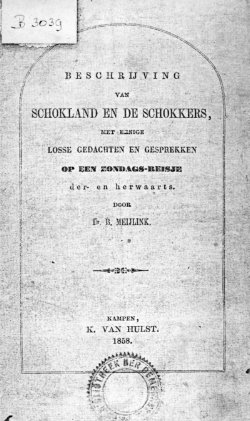 B 3039
BESCHRIJVING
VAN
SCHOKLAND EN DE SCHOKKERS,
MET EENIGE
LOSSE GEDACHTEN EN GESPREKKEN
OP EEN ZONDAGS-REISJE
der- en herwaarts.
DOOR
Dr. B. MEIJLINK.
KAMPEN,
K. VAN HULST.
1858.